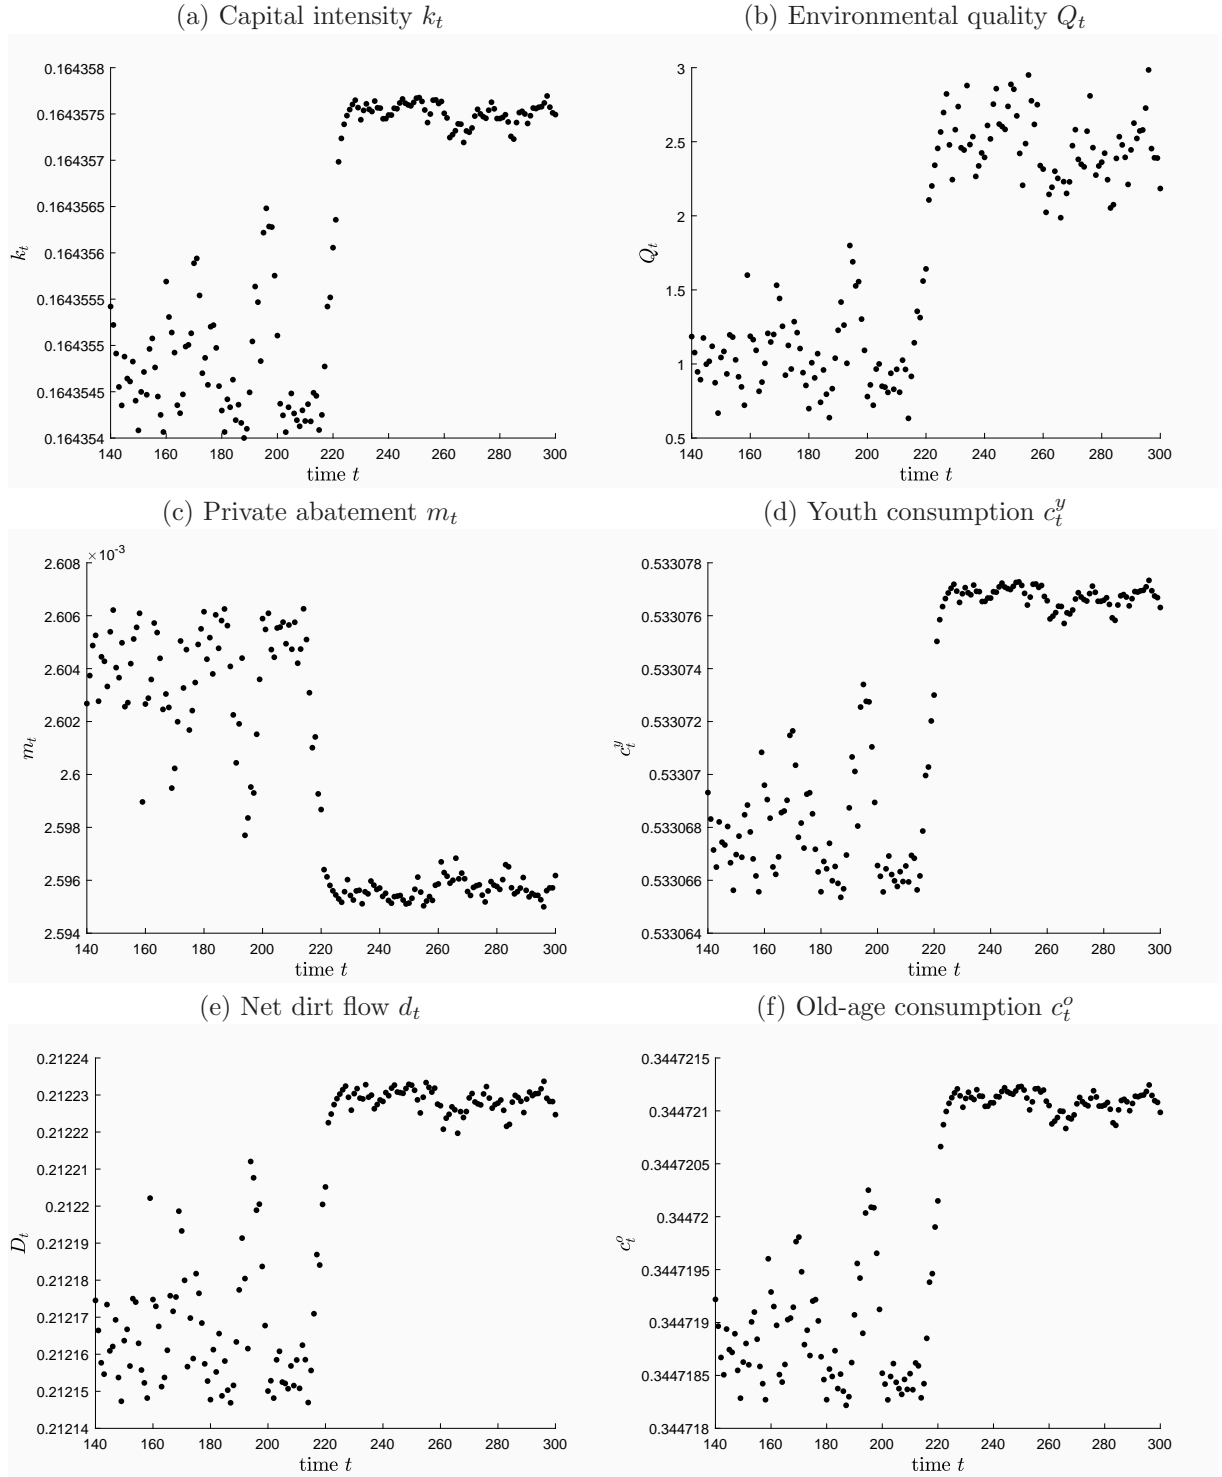 (a) Capital intensity k_t
(b) Environmental quality Q_t
0.164358
0.1643575
0.164357
0.1643565
0.164356
0.1643555
0.164355
0.1643545
0.164354
k_t
140 160 180 200 220 240 260 280 300
time t
3
2.5
2
1.5
1
0.5
Q_t
140 160 180 200 220 240 260 280 300
time t
(c) Private abatement m_t
(d) Youth consumption c_t^y
×10^-3
2.608
2.606
2.604
2.602
2.6
2.598
2.596
2.594
m_t
140 160 180 200 220 240 260 280 300
time t
0.533078
0.533076
0.533074
0.533072
0.53307
0.533068
0.533066
0.533064
c_t^y
140 160 180 200 220 240 260 280 300
time t
(e) Net dirt flow d_t
(f) Old-age consumption c_t^o
0.21224
0.21223
0.21222
0.21221
0.2122
0.21219
0.21218
0.21217
0.21216
0.21215
0.21214
D_t
140 160 180 200 220 240 260 280 300
time t
0.3447215
0.344721
0.3447205
0.34472
0.3447195
0.344719
0.3447185
0.344718
c_t^o
140 160 180 200 220 240 260 280 300
time t